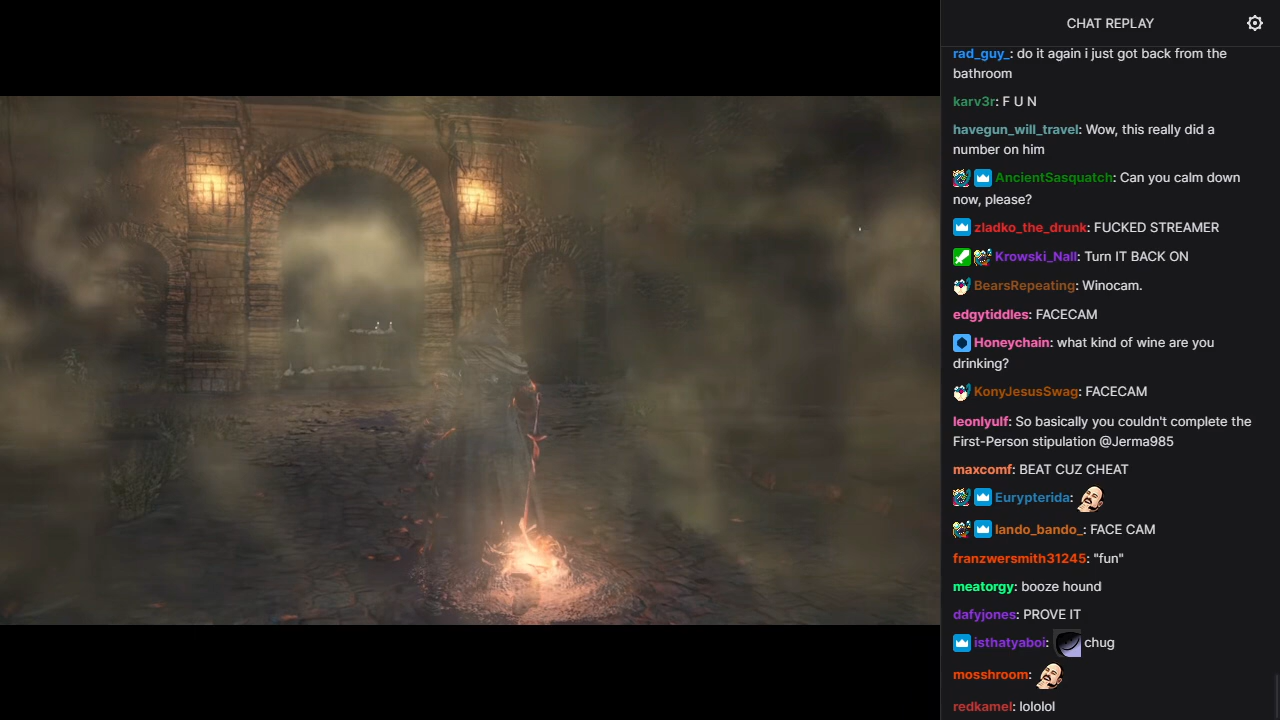 CHAT REPLAY
rad_guy_: do it again i just got back from the
bathroom
karv3r: F U N
havegun_will_travel: Wow, this really did a
number on him
AncientSasquatch: Can you calm down
now, please?
zladko_the_drunk: FUCKED STREAMER
Krowski_Nall: Turn IT BACK ON
BearsRepeating: Winocam.
edgytiddles: FACECAM
Honeychain: what kind of wine are you
drinking?
KonyJesusSwag: FACECAM
leonlyulf: So basically you couldn't complete the
First-Person stipulation @Jerma985
maxcomf: BEAT CUZ CHEAT
Eurypterida:
lando_bando_: FACE CAM
franzwersmith31245: "fun"
meatorgy: booze hound
dafyjones: PROVE IT
isthatyaboi: chug
mosshroom:
redkamel: lololol